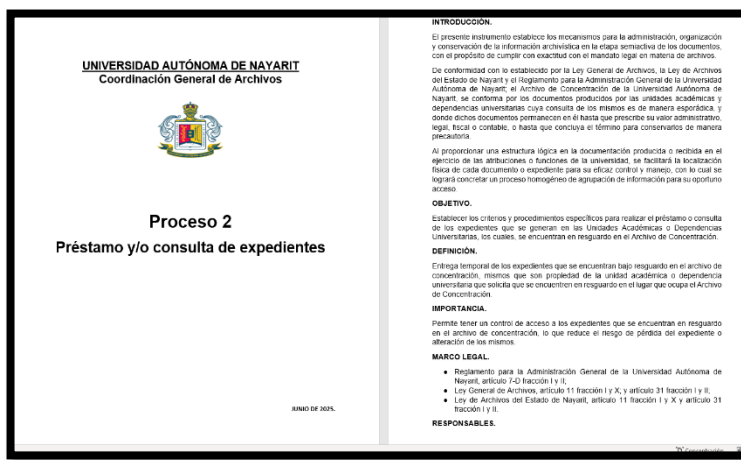 UNIVERSIDAD AUTÓNOMA DE NAYARIT
Coordinación General de Archivos
Proceso 2
Préstamo y/o consulta de expedientes
JUNIO DE 2025.
INTRODUCCIÓN.
El presente instrumento establece los mecanismos para la administración, organización
y conservación de la información archivística en la etapa semiactiva de los documentos,
con el propósito de cumplir con exactitud con el mandato legal en materia de archivos.
De conformidad con lo establecido por la Ley General de Archivos, la Ley de Archivos
del Estado de Nayarit y el Reglamento para la Administración General de la Universidad
Autónoma de Nayarit; el Archivo de Concentración de la Universidad Autónoma de
Nayarit, se conforma por los documentos producidos por las unidades académicas y
dependencias universitarias cuya consulta de los mismos es de manera esporádica, y
donde dichos documentos permanecen en él hasta que prescribe su valor administrativo,
legal, fiscal o contable, o hasta que concluya el término para conservarlos de manera
precautoria.
Al proporcionar una estructura lógica en la documentación producida o recibida en el
ejercicio de las atribuciones o funciones de la universidad, se facilitará la localización
física de cada documento o expediente para su eficaz control y manejo, con lo cual se
logrará concretar un proceso homogéneo de agrupación de información para su oportuno
acceso.
OBJETIVO.
Establecer los criterios y procedimientos específicos para realizar el préstamo o consulta
de los expedientes que se generan en las Unidades Académicas o Dependencias
Universitarias, los cuales, se encuentran en resguardo en el Archivo de Concentración.
DEFINICIÓN.
Entrega temporal de los expedientes que se encuentran bajo resguardo en el archivo de
concentración, mismos que son propiedad de la unidad académica o dependencia
universitaria que solicita que se encuentren en resguardo en el lugar que ocupa el Archivo
de Concentración.
IMPORTANCIA.
Permite tener un control de acceso a los expedientes que se encuentran en resguardo
en el archivo de concentración, lo que reduce el riesgo de pérdida del expediente o
alteración de los mismos.
MARCO LEGAL.
● Reglamento para la Administración General de la Universidad Autónoma de
Nayarit, artículo 7-D fracción I y II;
● Ley General de Archivos, artículo 11 fracción I y X; y artículo 31 fracción I y II,
● Ley de Archivos del Estado de Nayarit, artículo 11 fracción I y X y artículo 31
fracción I y II.
RESPONSABLES.